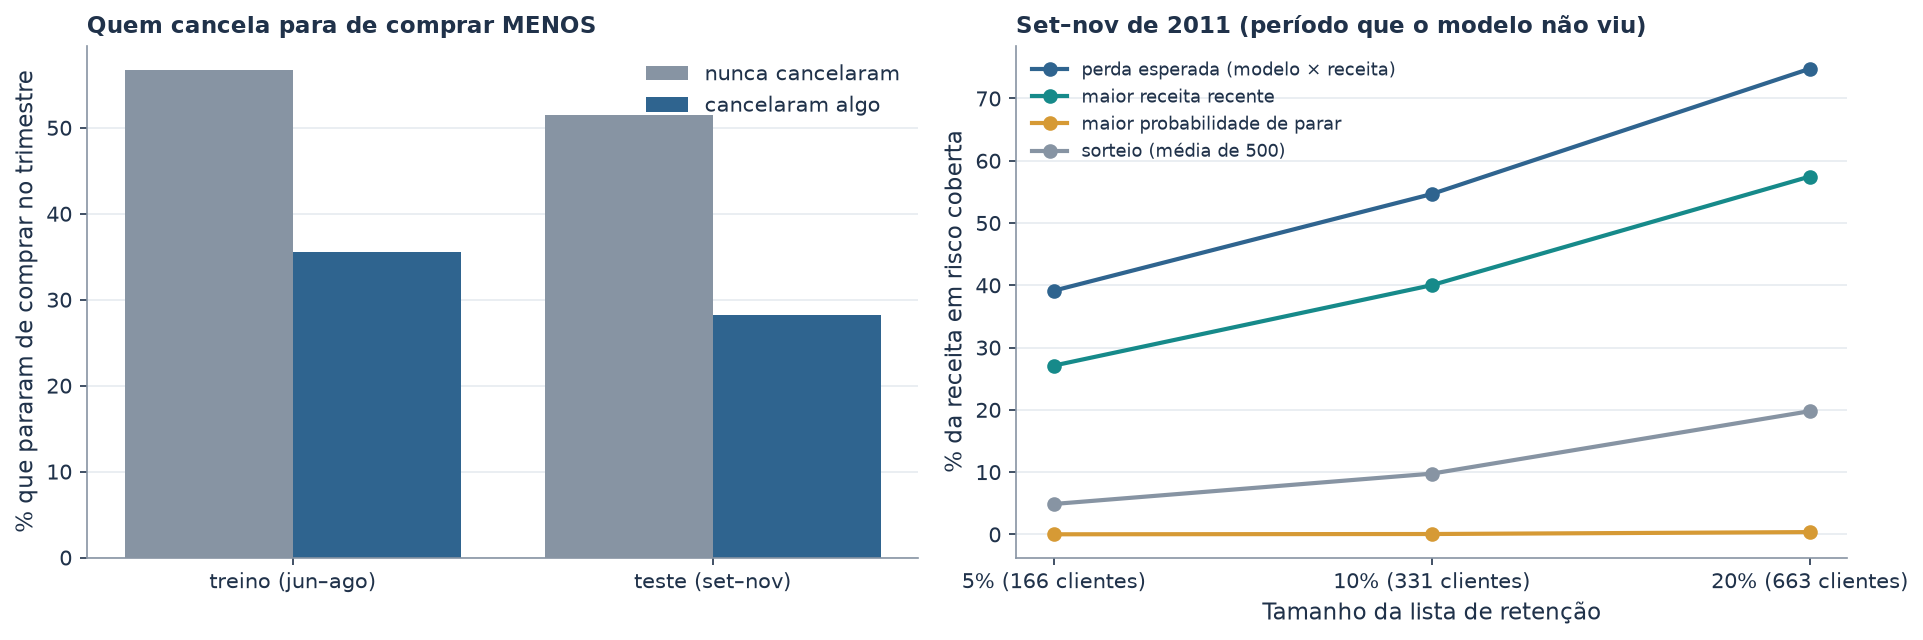 Quem cancela para de comprar MENOS
% que pararam de comprar no trimestre
50
40
30
20
10
0
nunca cancelaram
cancelaram algo
treino (jun–ago)
teste (set–nov)
Set–nov de 2011 (período que o modelo não viu)
% da receita em risco coberta
70
60
50
40
30
20
10
0
perda esperada (modelo × receita)
maior receita recente
maior probabilidade de parar
sorteio (média de 500)
5% (166 clientes)
10% (331 clientes)
20% (663 clientes)
Tamanho da lista de retenção